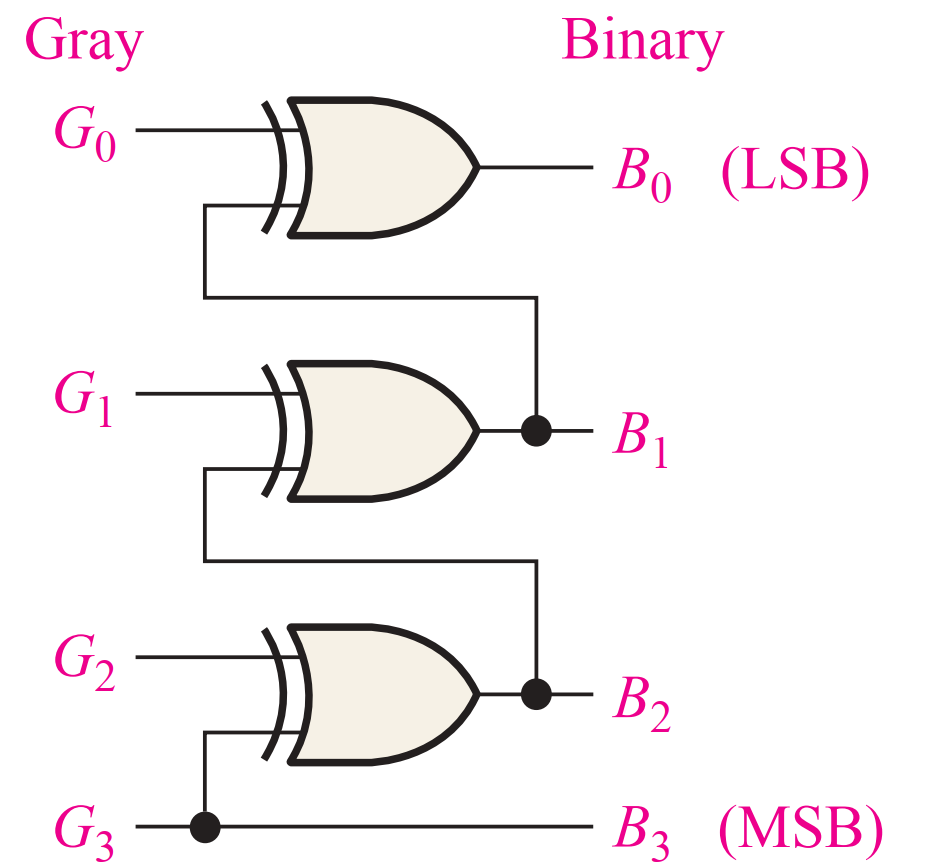 Gray Binary
G0 B0 (LSB)
G1 B1
G2 B2
G3 B3 (MSB)